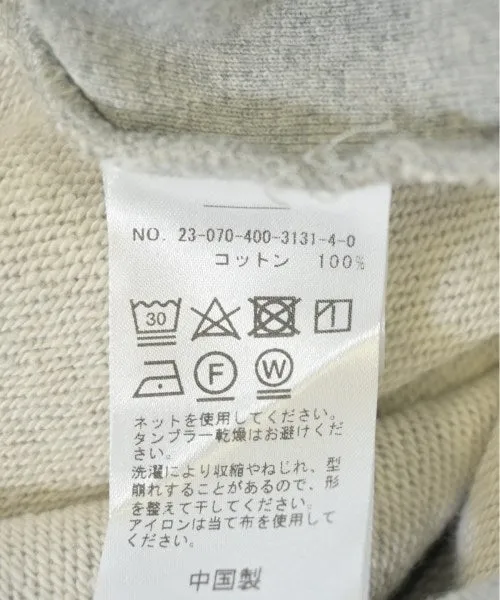 NO. 23-070-400-3131-4-0
コットン 100%
30
F W
ネットを使用してください。
タンブラー乾燥はお避けくだ
さい。
洗濯により収縮やねじれ、型
崩れすることがあるので、形
を整えて干してください。
アイロンは当て布を使用して
ください。
中国製